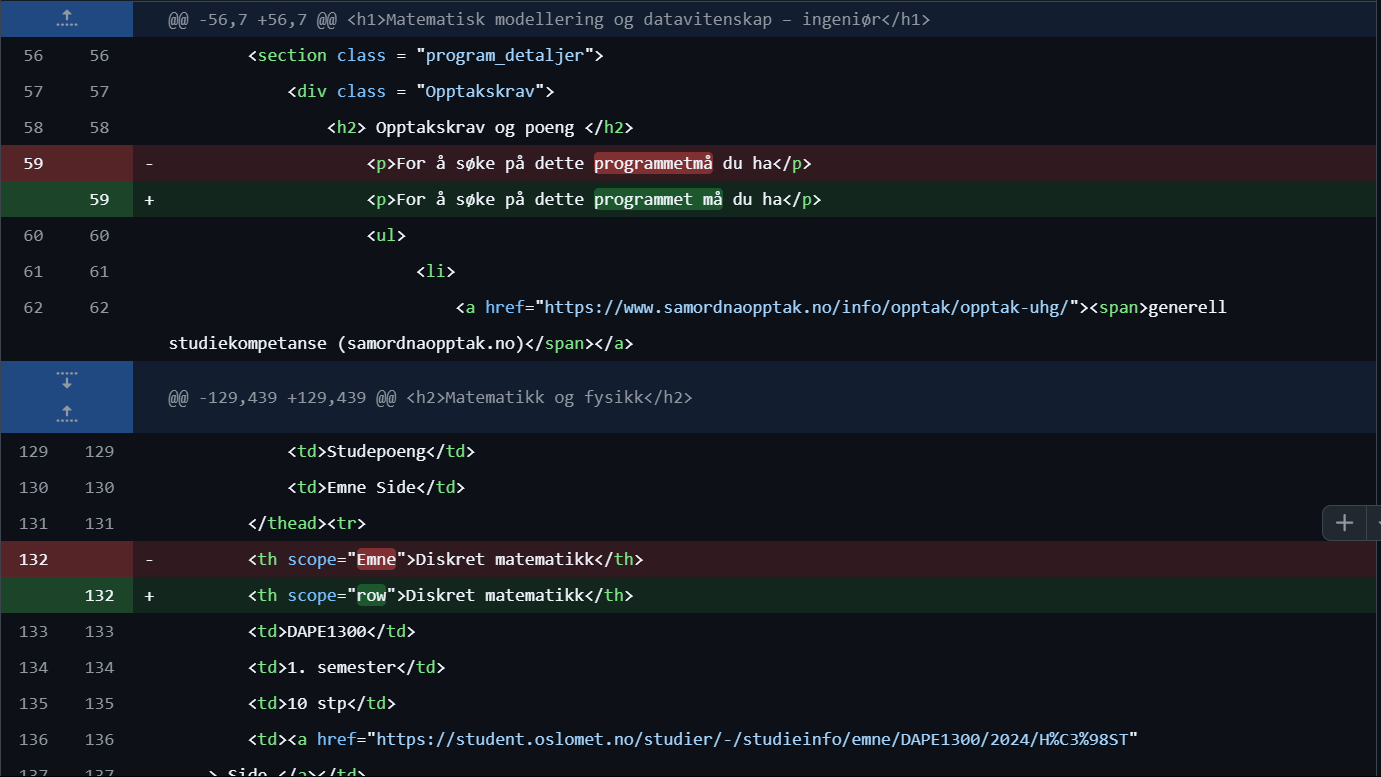 @@ -56,7 +56,7 @@ <h1>Matematisk modellering og datavitenskap – ingeniør</h1>
56 56 <section class = "program_detaljer">
57 57 <div class = "Opptakskrav">
58 58 <h2> Opptakskrav og poeng </h2>
59 - <p>For å søke på dette programmetmå du ha</p>
59 + <p>For å søke på dette programmet må du ha</p>
60 60 <ul>
61 61 <li>
62 62 <a href="https://www.samordnaopptak.no/info/opptak/opptak-uhg/"><span>generell
studiekompetanse (samordnaopptak.no)</span></a>
@@ -129,439 +129,439 @@ <h2>Matematikk og fysikk</h2>
129 129 <td>Studepoeng</td>
130 130 <td>Emne Side</td>
131 131 </thead><tr>
132 - <th scope="Emne">Diskret matematikk</th>
132 + <th scope="row">Diskret matematikk</th>
133 133 <td>DAPE1300</td>
134 134 <td>1. semester</td>
135 135 <td>10 stp</td>
136 136 <td><a href="https://student.oslomet.no/studier/-/studieinfo/emne/DAPE1300/2024/H%C3%98ST"
137 137 > Side </a></td>